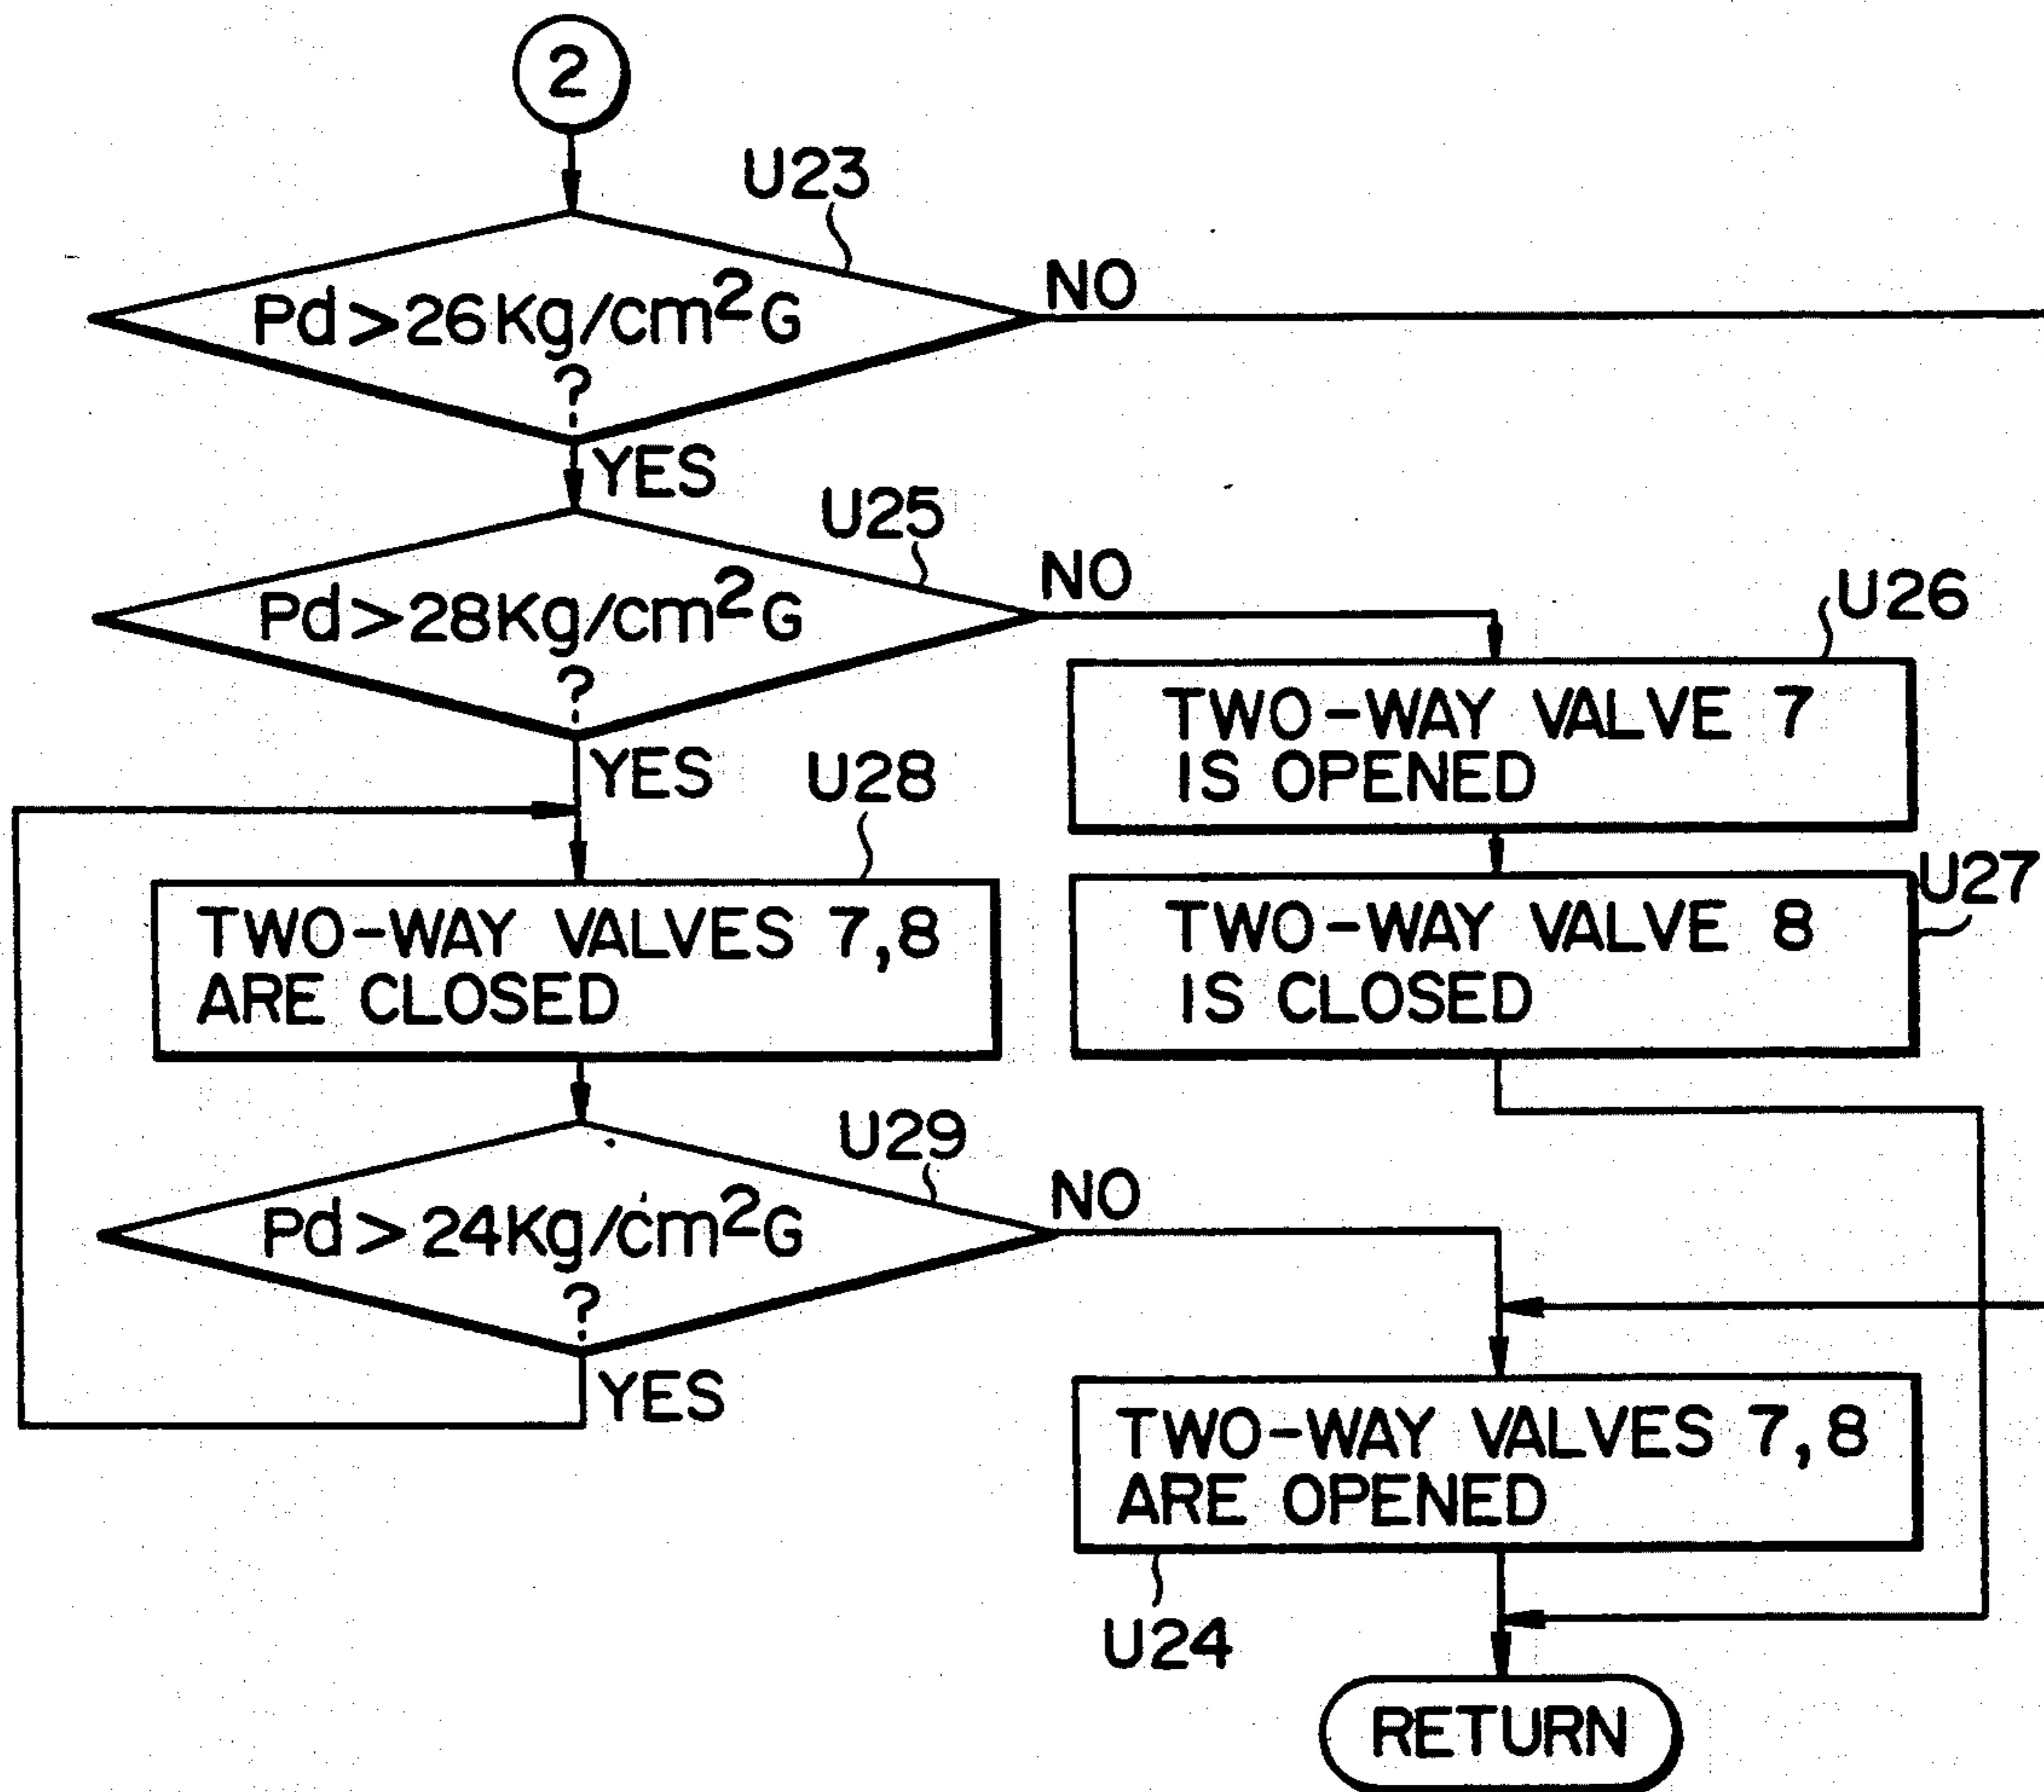 2
U23
Pd>26Kg/cm²G
?
NO
YES
U25
Pd>28Kg/cm²G
?
NO
YES
U26
TWO-WAY VALVE 7
IS OPENED
U28
TWO-WAY VALVES 7,8
ARE CLOSED
U27
TWO-WAY VALVE 8
IS CLOSED
U29
Pd>24Kg/cm²G
?
NO
YES
TWO-WAY VALVES 7,8
ARE OPENED
U24
RETURN